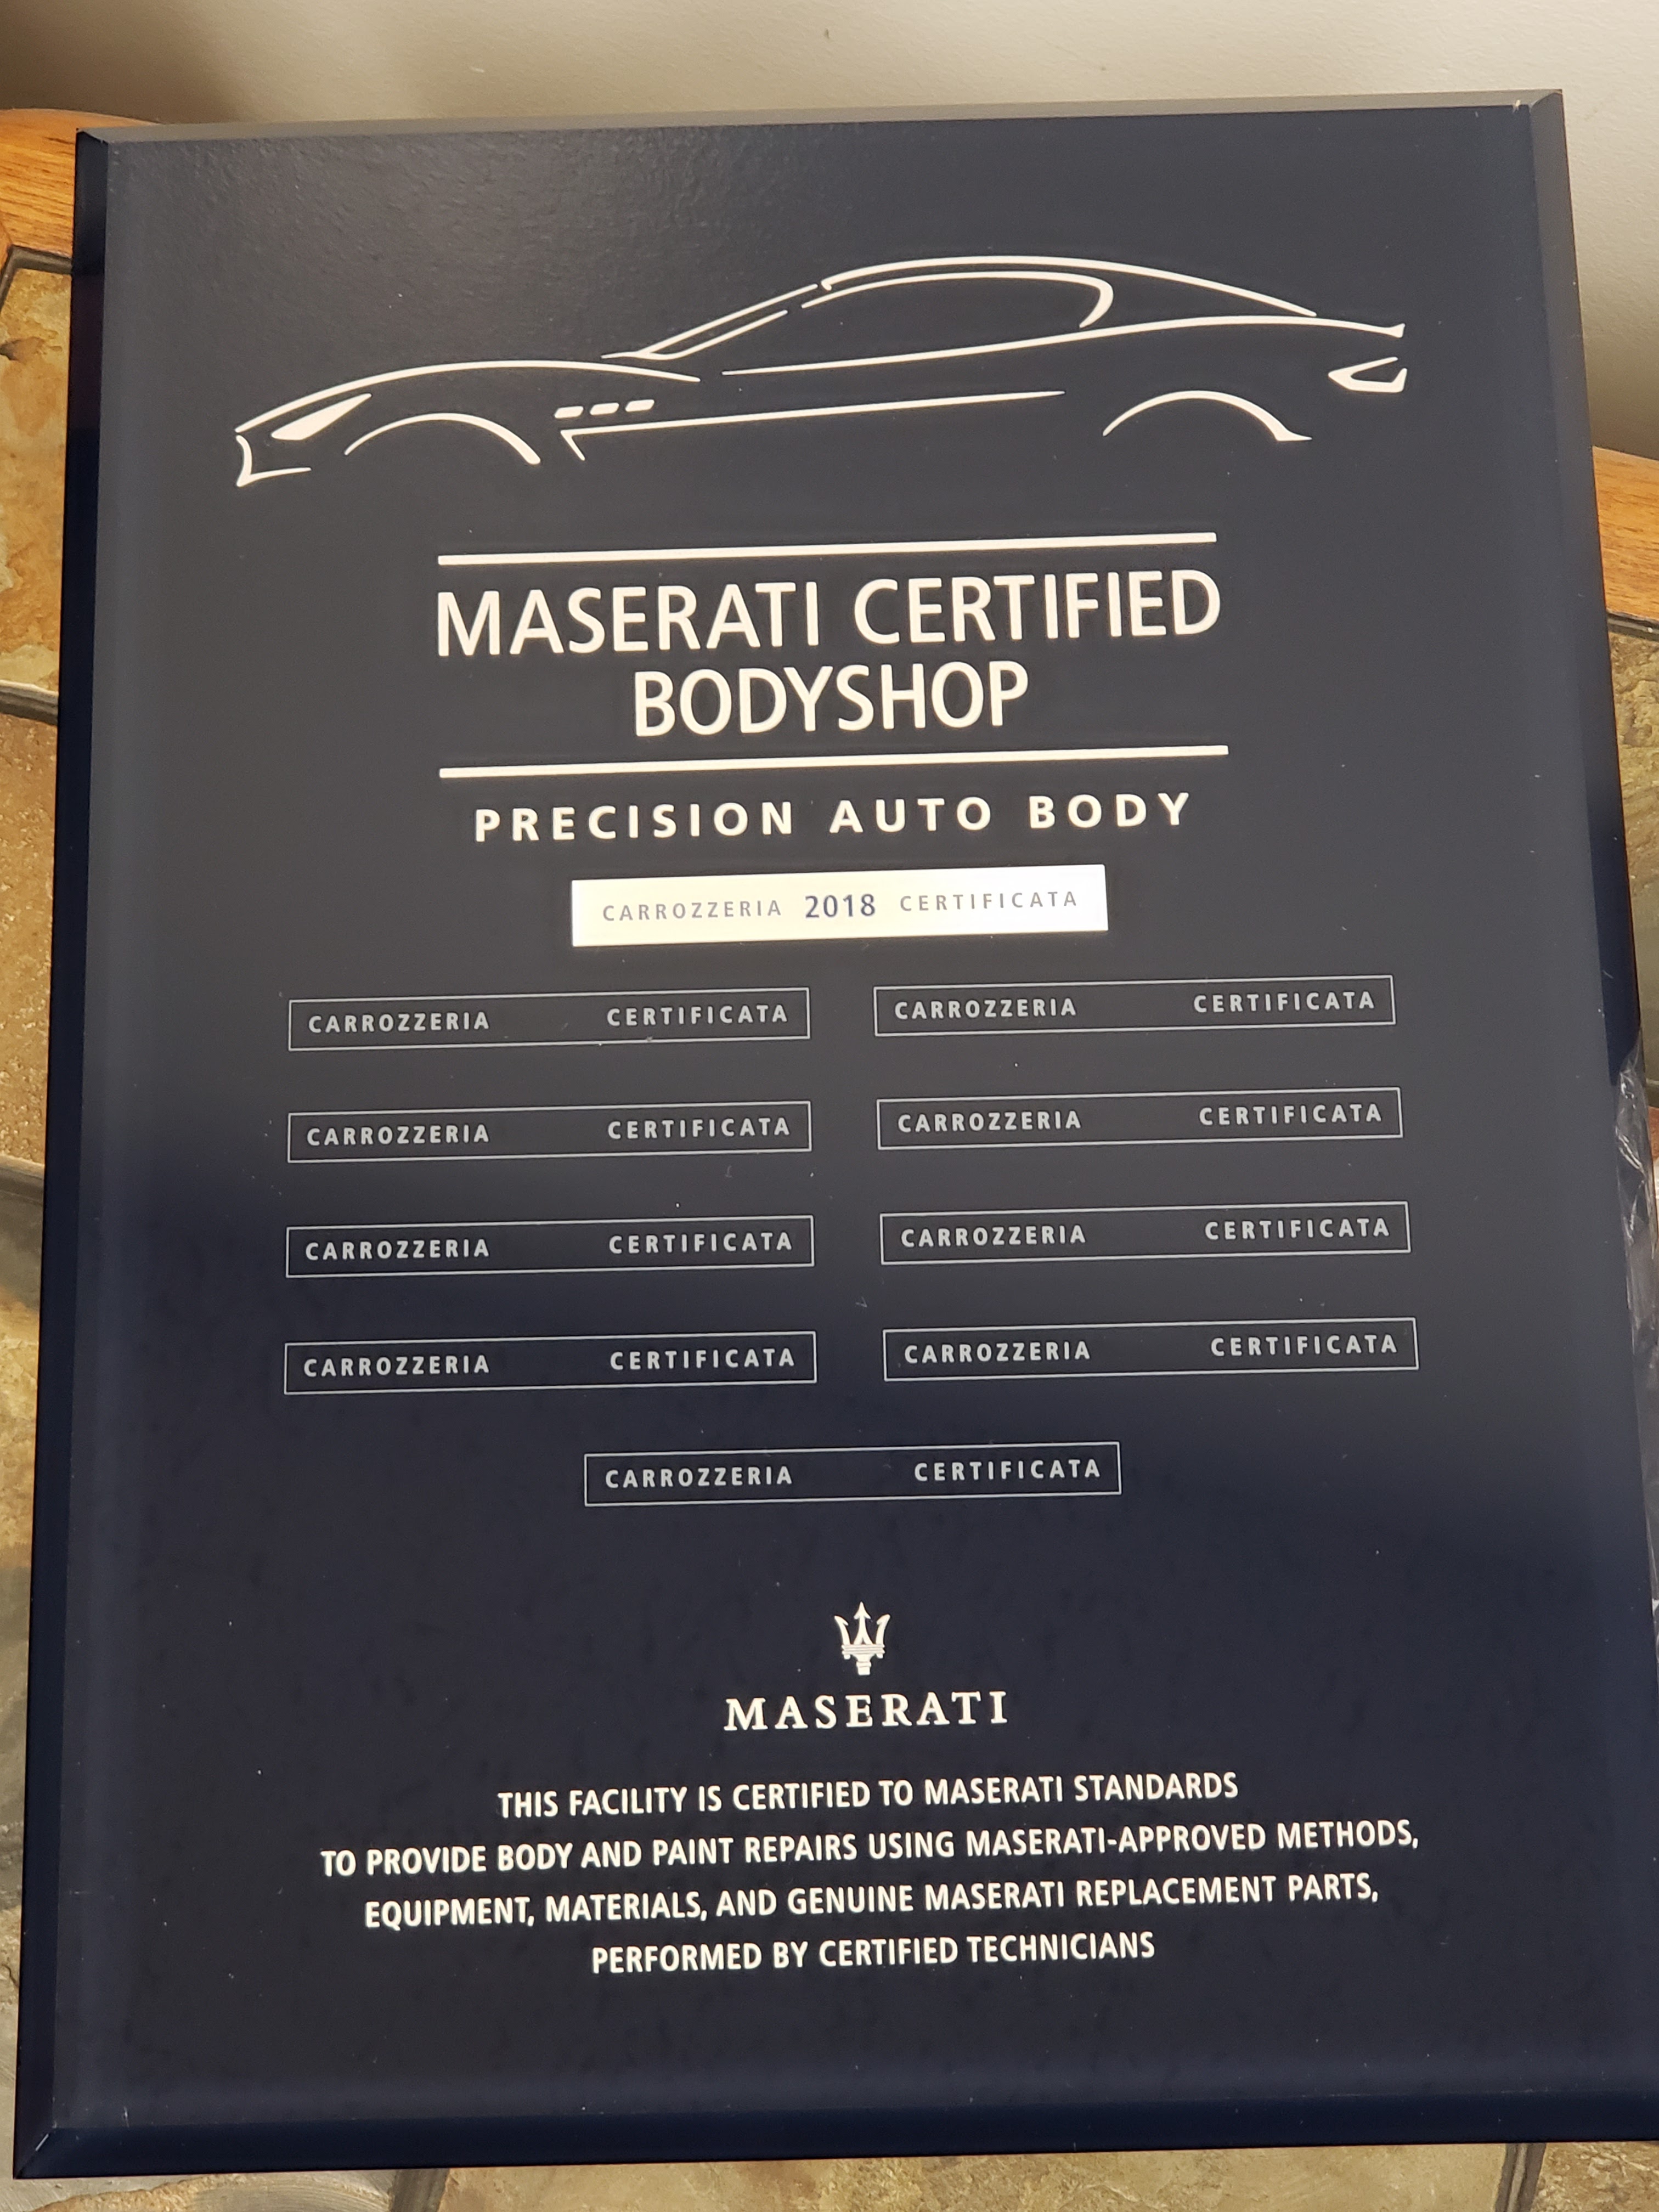 MASERATI CERTIFIED
BODYSHOP
PRECISION AUTO BODY
CARROZZERIA 2018 CERTIFICATA
CARROZZERIA CERTIFICATA CARROZZERIA CERTIFICATA
CARROZZERIA CERTIFICATA CARROZZERIA CERTIFICATA
CARROZZERIA CERTIFICATA CARROZZERIA CERTIFICATA
CARROZZERIA CERTIFICATA CARROZZERIA CERTIFICATA
CARROZZERIA CERTIFICATA
MASERATI
THIS FACILITY IS CERTIFIED TO MASERATI STANDARDS
TO PROVIDE BODY AND PAINT REPAIRS USING MASERATI-APPROVED METHODS,
EQUIPMENT, MATERIALS, AND GENUINE MASERATI REPLACEMENT PARTS,
PERFORMED BY CERTIFIED TECHNICIANS